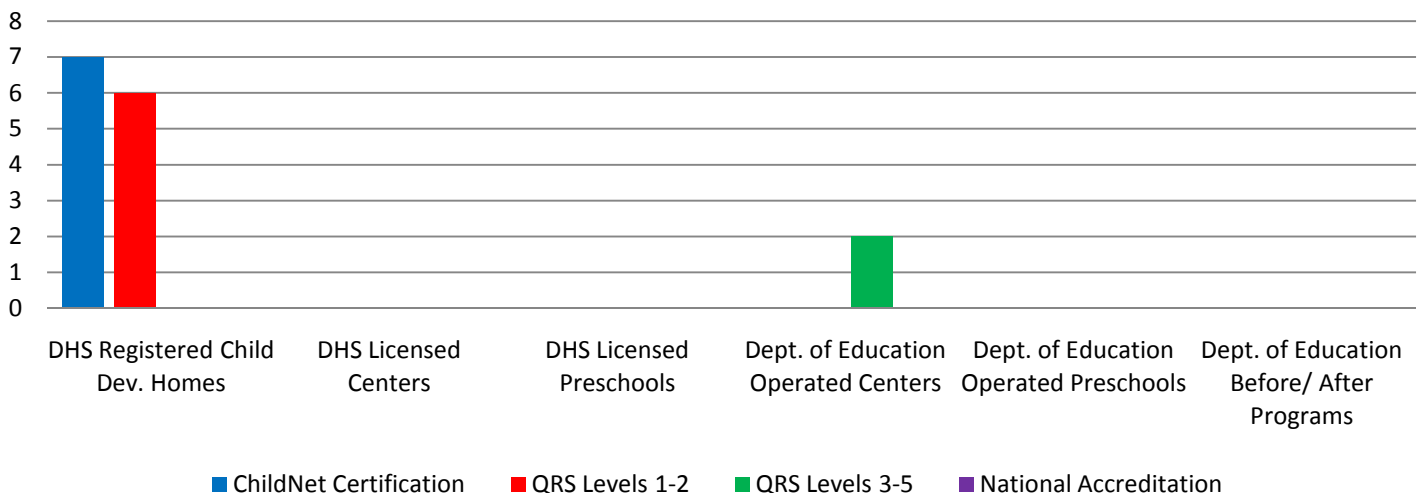 8
7
6
5
4
3
2
1
0
DHS Registered Child
Dev. Homes
DHS Licensed
Centers
DHS Licensed
Preschools
Dept. of Education
Operated Centers
Dept. of Education
Operated Preschools
Dept. of Education
Before/ After
Programs
ChildNet Certification
QRS Levels 1-2
QRS Levels 3-5
National Accreditation